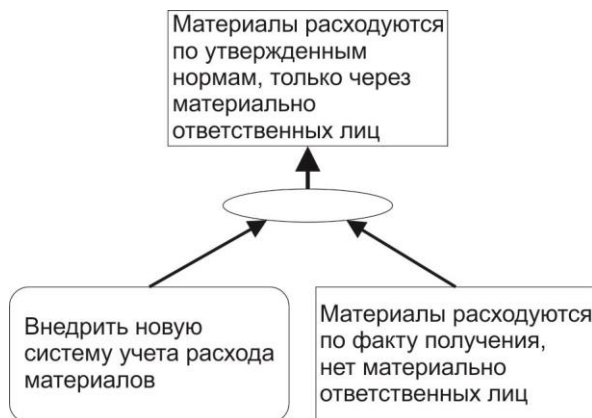 Материалы расходуются
по утвержденным
нормам, только через
материально
ответственных лиц
Внедрить новую
систему учета расхода
материалов
Материалы расходуются
по факту получения,
нет материально
ответственных лиц